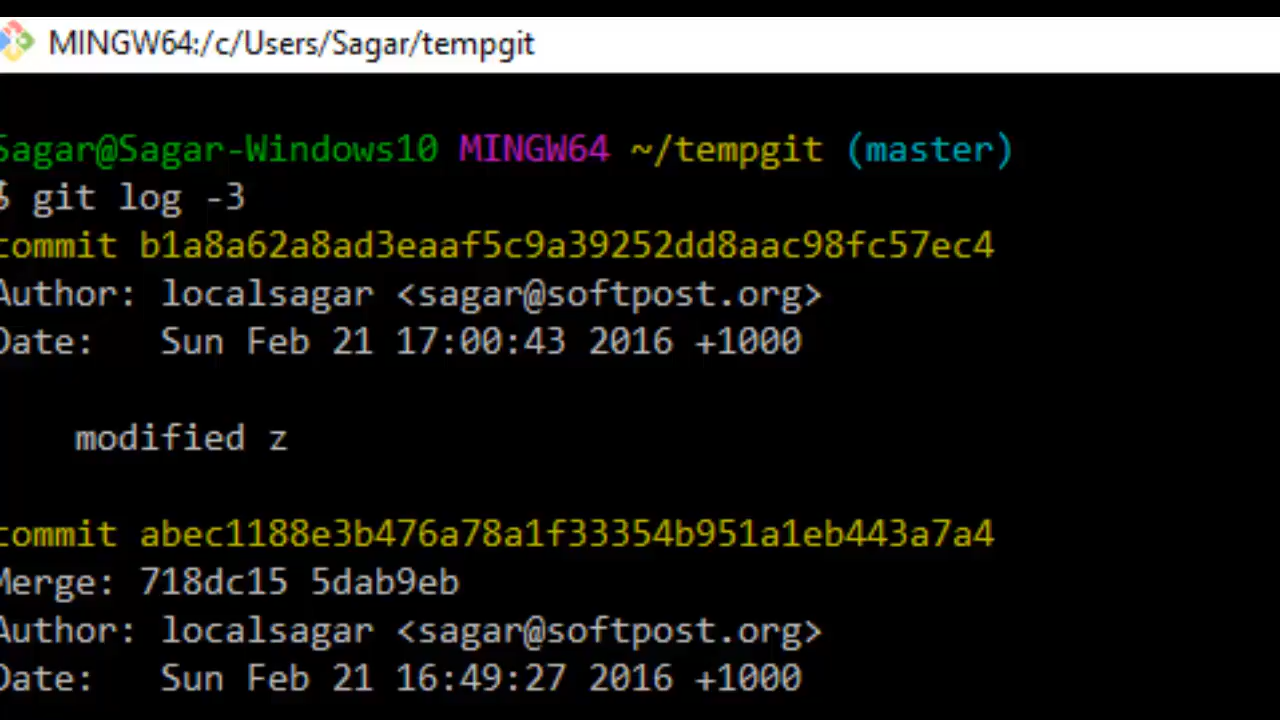 MINGW64:/c/Users/Sagar/tempgit
Sagar@Sagar-Windows10 MINGW64 ~/tempgit (master)
$ git log -3
commit b1a8a62a8ad3eaaf5c9a39252dd8aac98fc57ec4
Author: localsagar <sagar@softpost.org>
Date:   Sun Feb 21 17:00:43 2016 +1000
modified z
commit abec1188e3b476a78a1f33354b951a1eb443a7a4
Merge: 718dc15 5dab9eb
Author: localsagar <sagar@softpost.org>
Date:   Sun Feb 21 16:49:27 2016 +1000